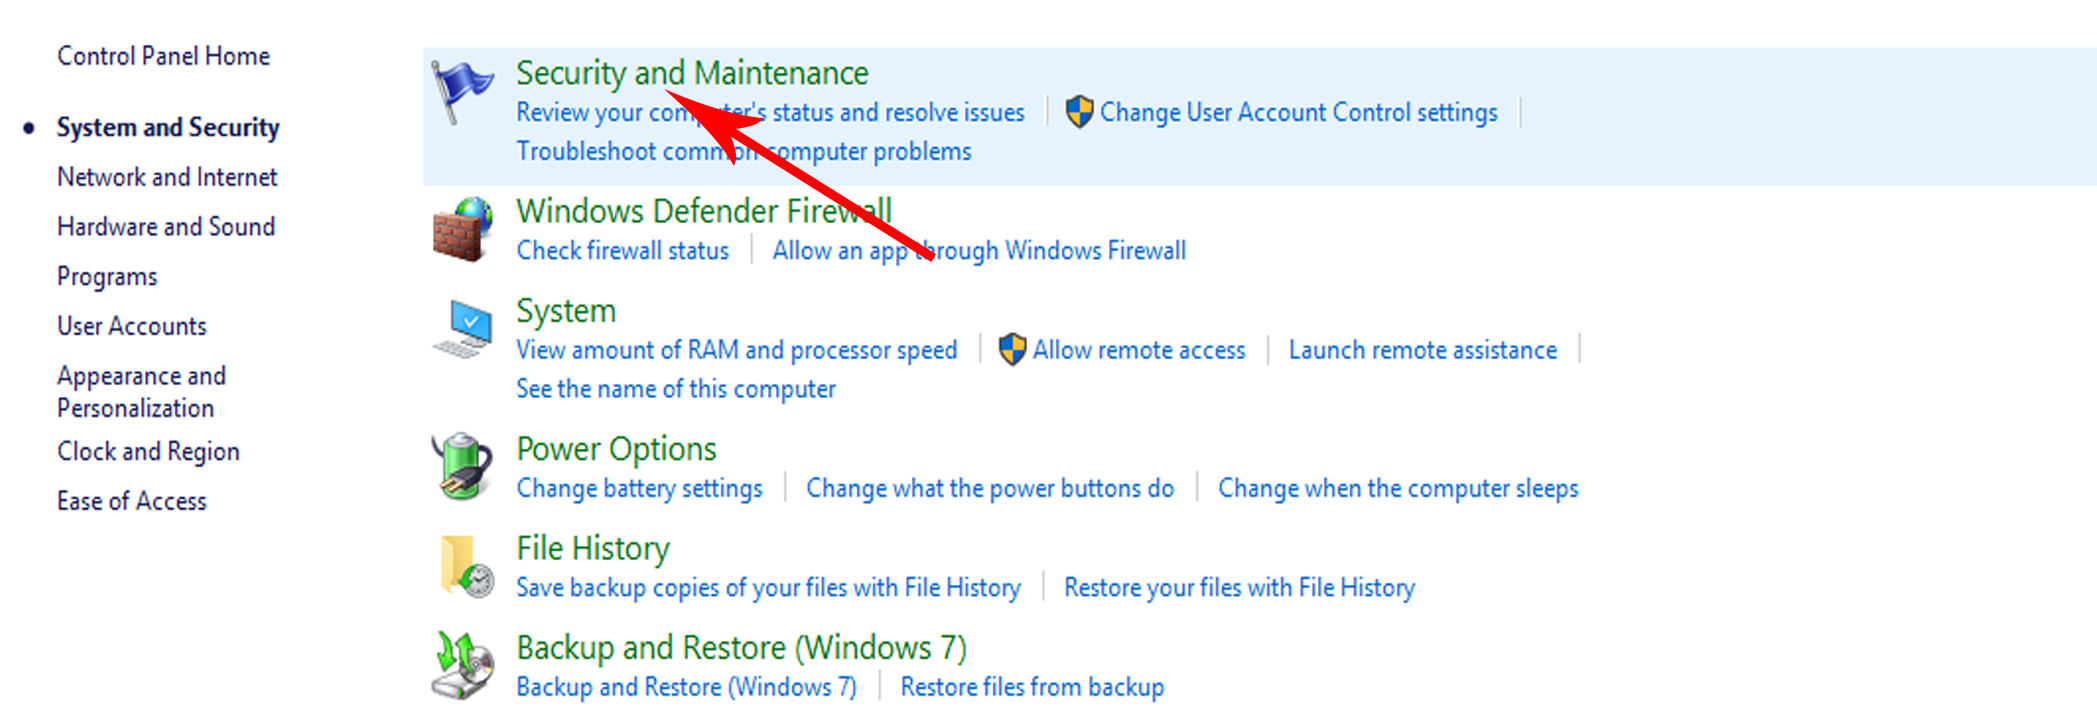 Control Panel Home
System and Security
Network and Internet
Hardware and Sound
Programs
User Accounts
Appearance and
Personalization
Clock and Region
Ease of Access
Security and Maintenance
Review your computer's status and resolve issues Change User Account Control settings
Troubleshoot common computer problems
Windows Defender Firewall
Check firewall status Allow an app through Windows Firewall
System
View amount of RAM and processor speed Allow remote access Launch remote assistance
See the name of this computer
Power Options
Change battery settings Change what the power buttons do Change when the computer sleeps
File History
Save backup copies of your files with File History Restore your files with File History
Backup and Restore (Windows 7)
Backup and Restore (Windows 7) Restore files from backup